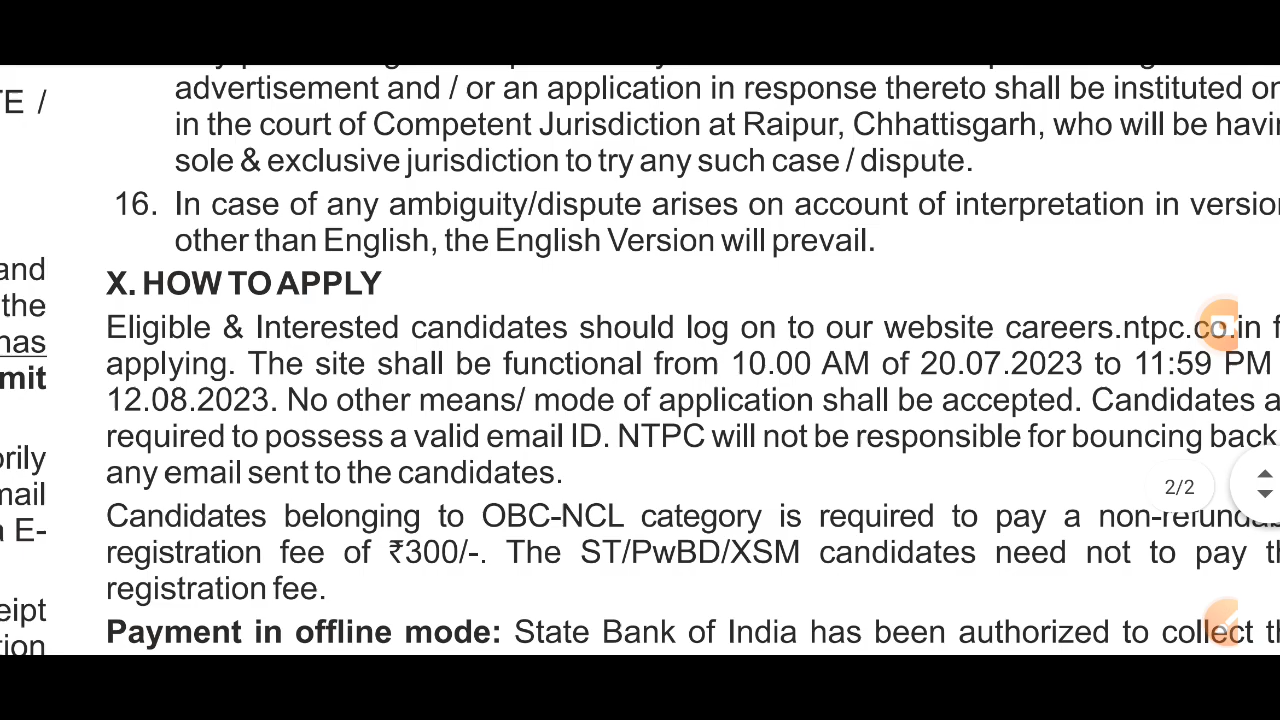 TE /
and
the
has
mit
orily
mail
E-
eipt
tion
advertisement and / or an application in response thereto shall be instituted
in the court of Competent Jurisdiction at Raipur, Chhattisgarh, who will be
sole & exclusive jurisdiction to try any such case / dispute.
16. In case of any ambiguity/dispute arises on account of interpretation in
other than English, the English Version will prevail.
X. HOW TO APPLY
Eligible & Interested candidates should log on to our website careers.ntpc.co.in
applying. The site shall be functional from 10.00 AM of 20.07.2023 to 11:59 PM
12.08.2023. No other means/ mode of application shall be accepted. Candidates
required to possess a valid email ID. NTPC will not be responsible for bouncing back
any email sent to the candidates.
2/2
Candidates belonging to OBC-NCL category is required to pay a
registration fee of ₹300/-. The ST/PwBD/XSM candidates need not to pay
registration fee.
Payment in offline mode: State Bank of India has been authorized to collect